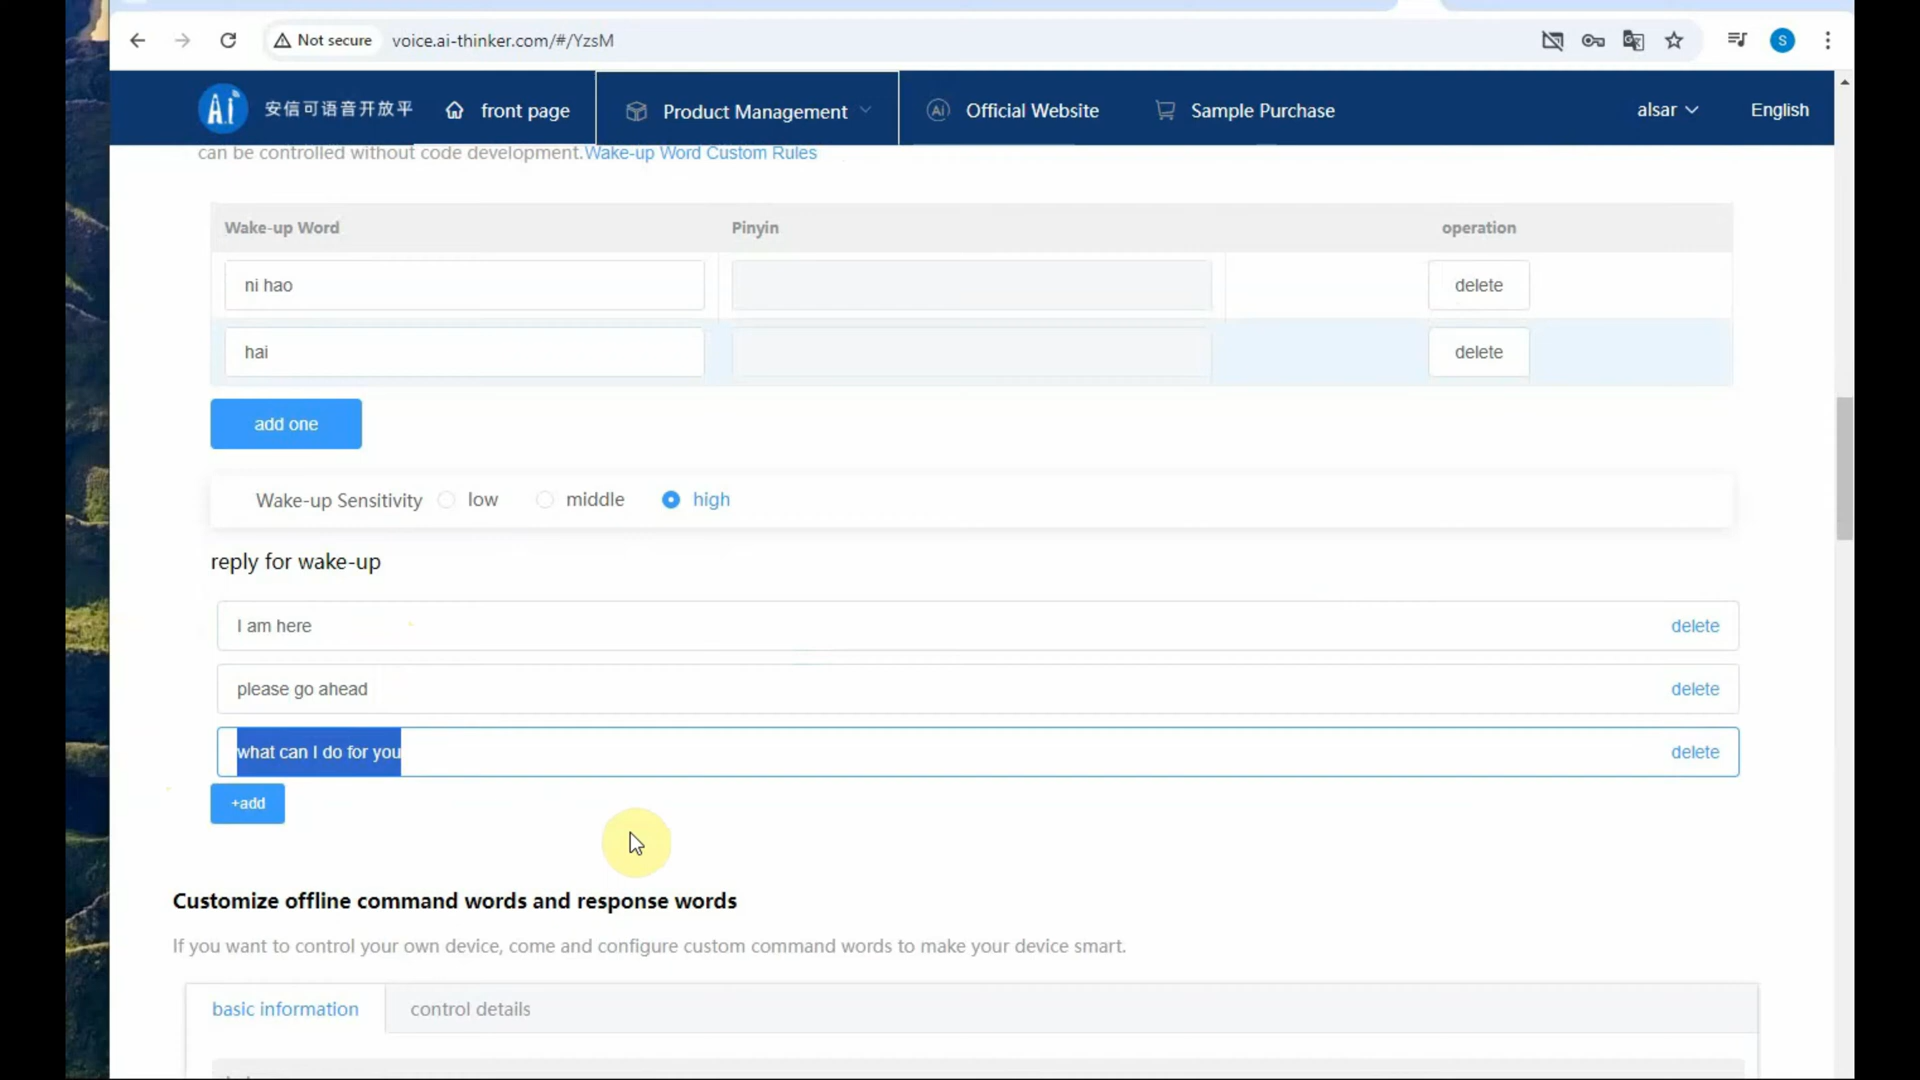 Not secure voice.ai-thinker.com/#/YzsM S
Ai 安信可语音开放平 front page Product Management AI Official Website Sample Purchase alsar English
can be controlled without code development.Wake-up Word Custom Rules
Wake-up Word Pinyin operation
ni hao delete
hai delete
add one
Wake-up Sensitivity low middle high
reply for wake-up
I am here delete
please go ahead delete
what can I do for you delete
+add
Customize offline command words and response words
If you want to control your own device, come and configure custom command words to make your device smart.
basic information control details